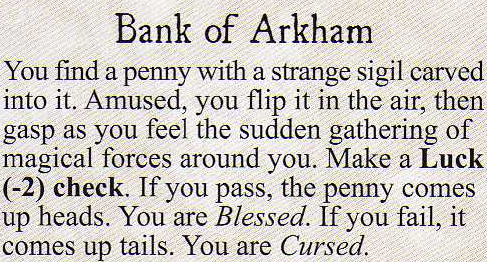 Bank of Arkham
You find a penny with a strange sigil carved
into it. Amused, you flip it in the air, then
gasp as you feel the sudden gathering of
magical forces around you. Make a Luck
(-2) check. If you pass, the penny comes
up heads. You are Blessed. If you fail, it
comes up tails. You are Cursed.